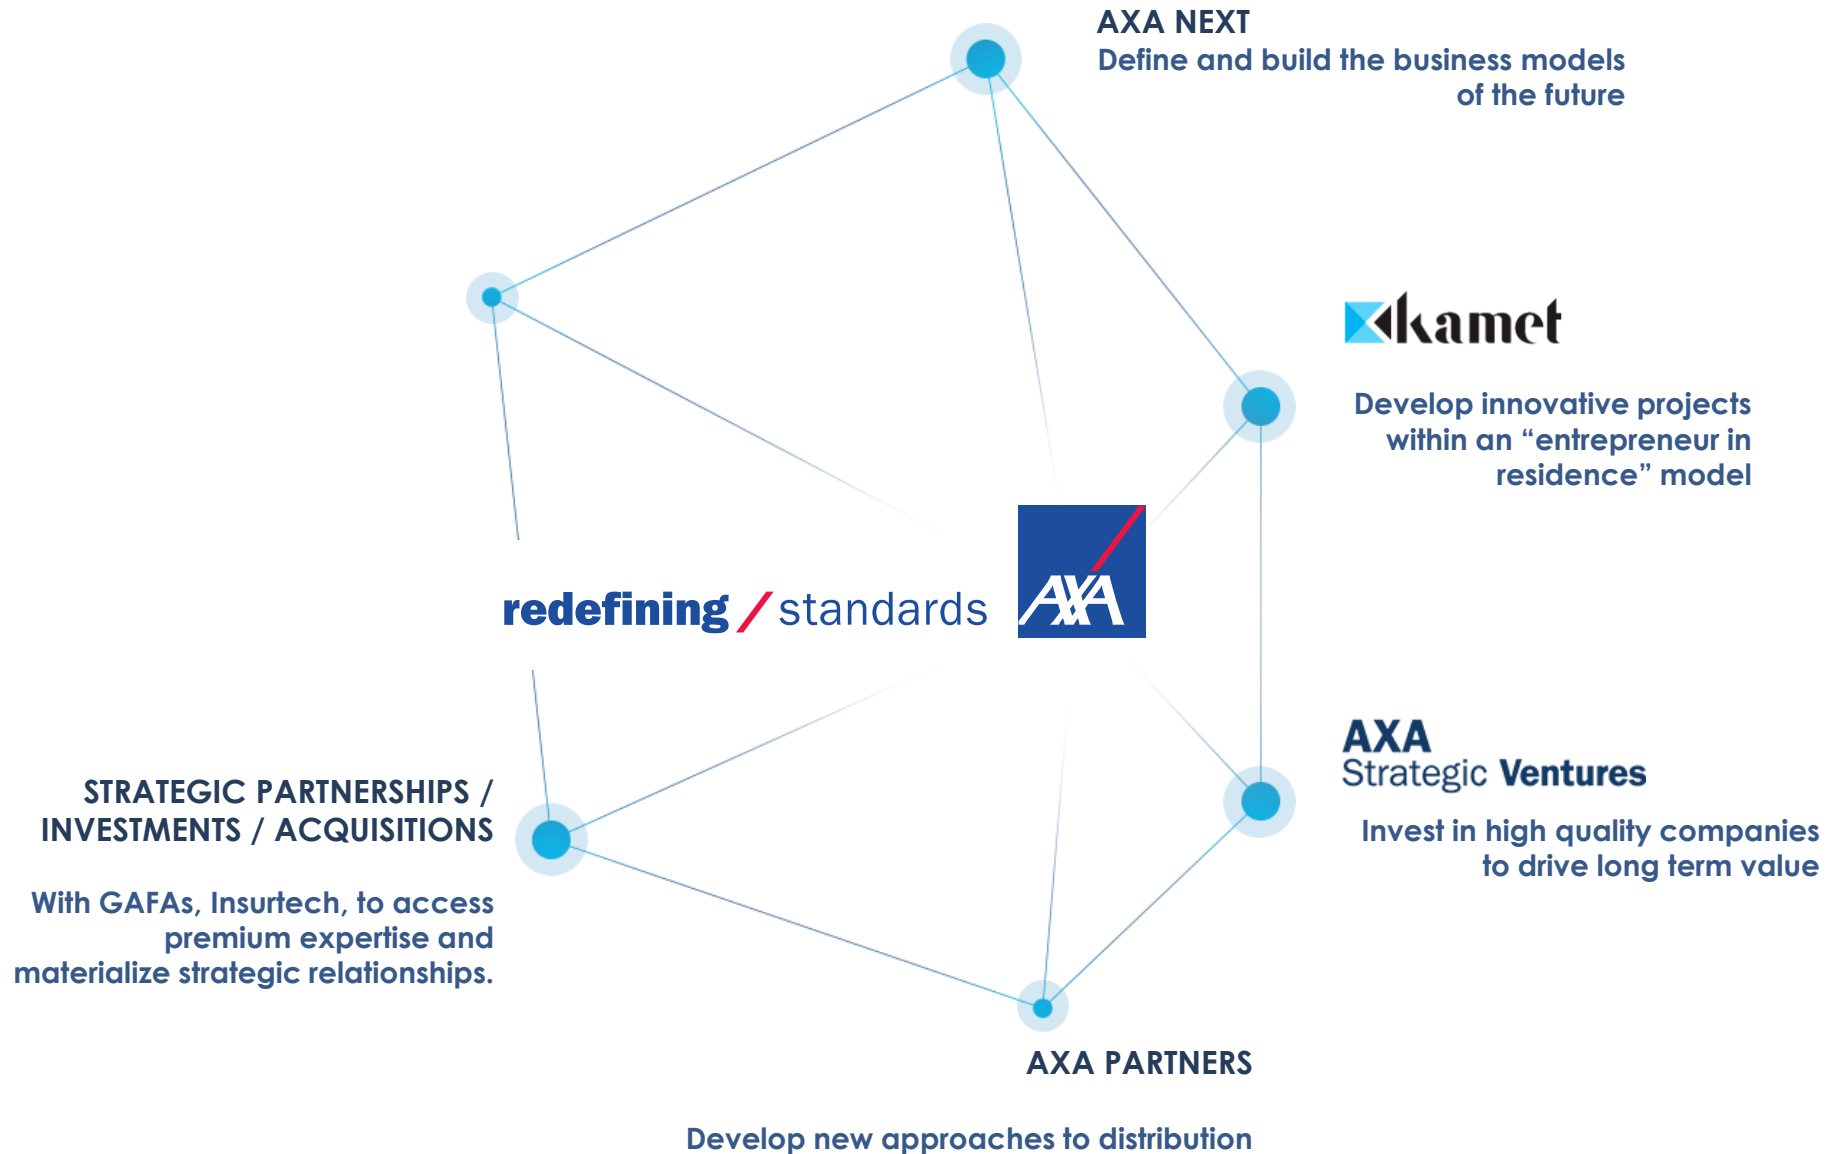 AXA NEXT
Define and build the business models
of the future
kamet
Develop innovative projects
within an “entrepreneur in
residence” model
redefining / standards
AXA
AXA
Strategic Ventures
Invest in high quality companies
to drive long term value
STRATEGIC PARTNERSHIPS /
INVESTMENTS / ACQUISITIONS
With GAFAs, Insurtech, to access
premium expertise and
materialize strategic relationships.
AXA PARTNERS
Develop new approaches to distribution